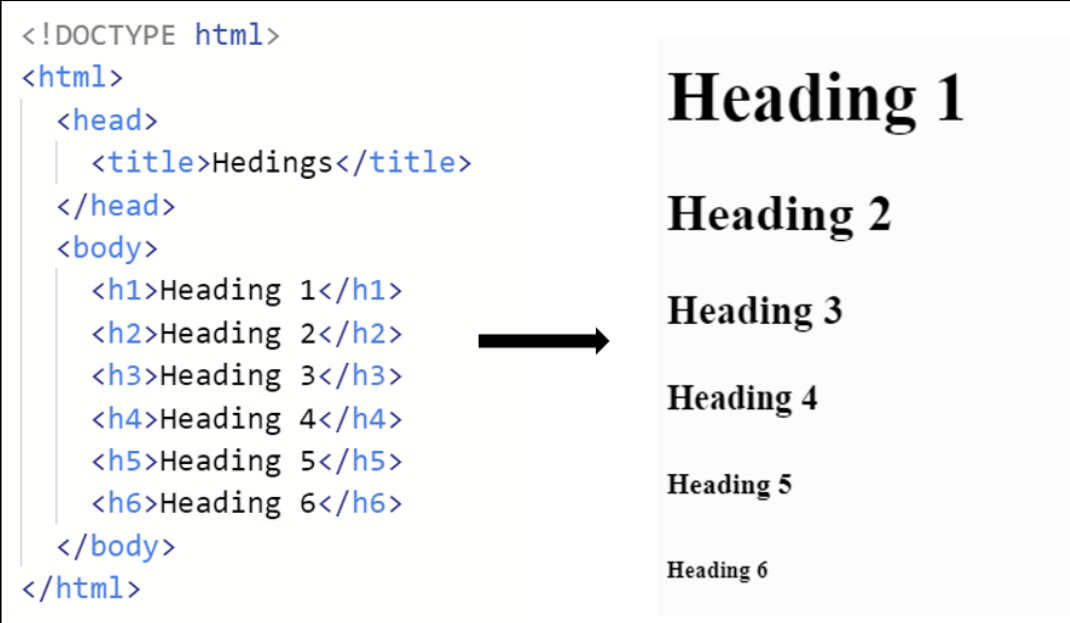 <!DOCTYPE html>
<html>
<head>
<title>Hedings</title>
</head>
<body>
<h1>Heading 1</h1>
<h2>Heading 2</h2>
<h3>Heading 3</h3>
<h4>Heading 4</h4>
<h5>Heading 5</h5>
<h6>Heading 6</h6>
</body>
</html>
Heading 1
Heading 2
Heading 3
Heading 4
Heading 5
Heading 6